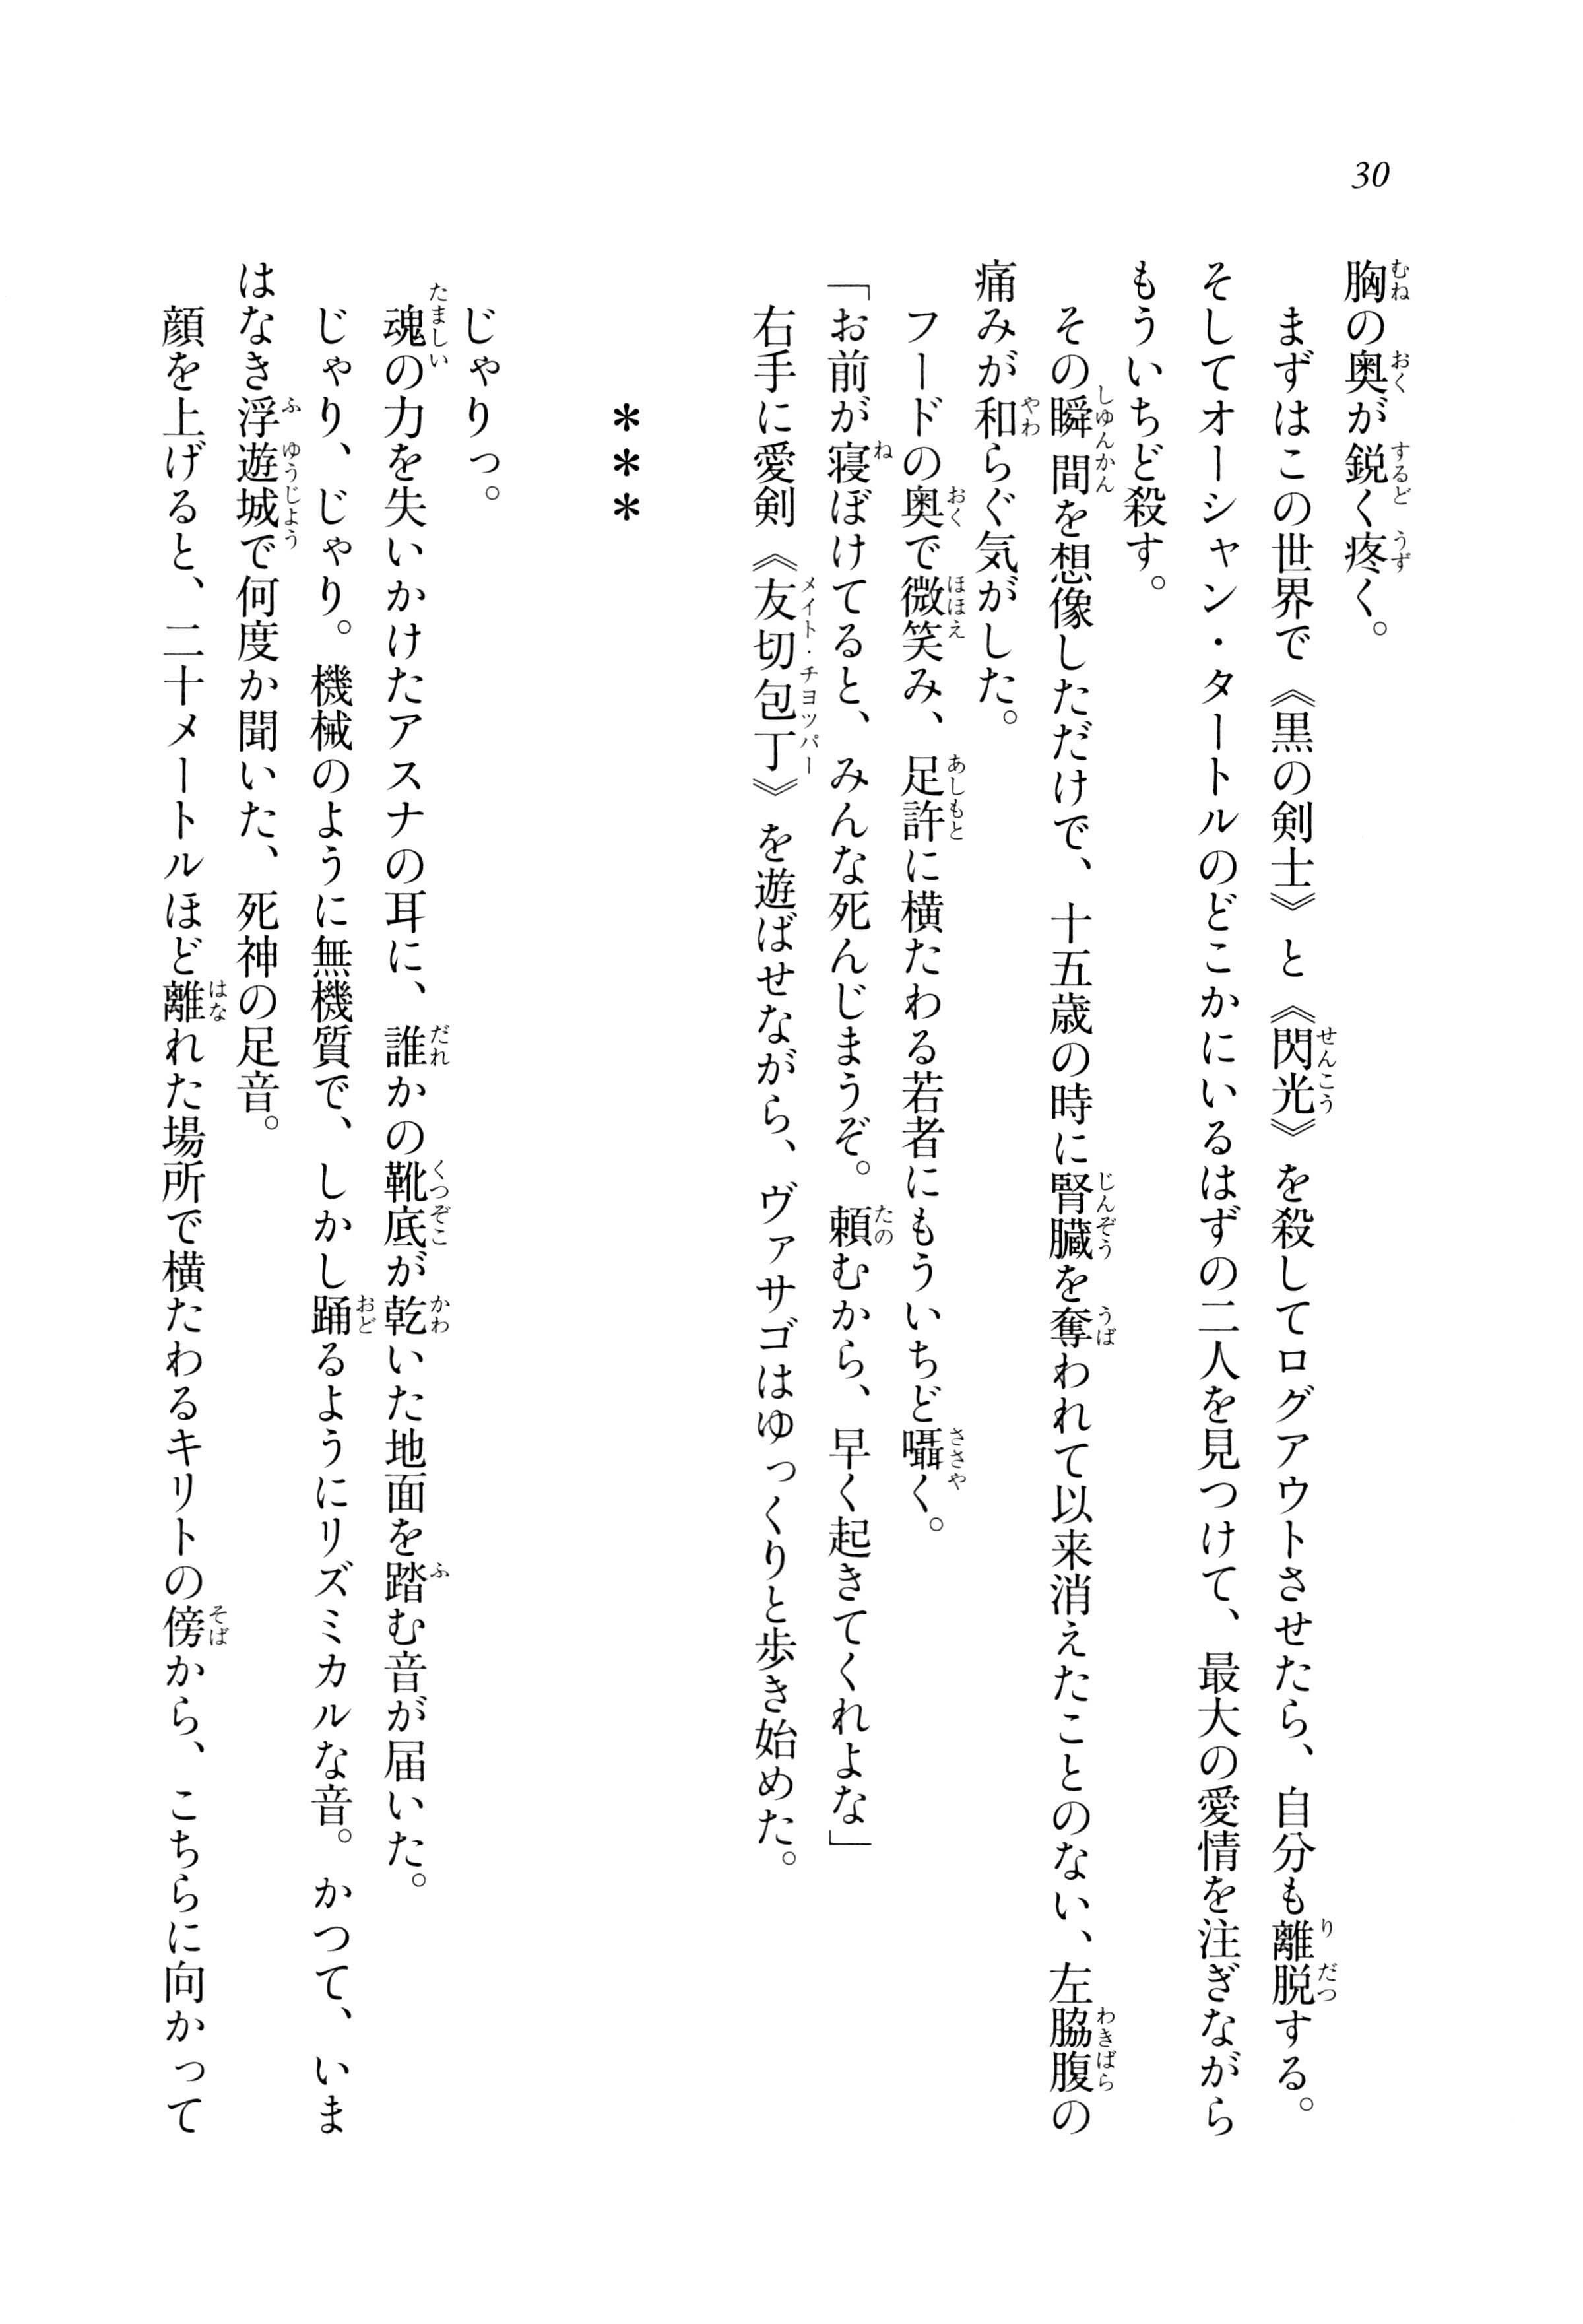 30
胸の奥が鋭く疼く。
まずはこの世界で《黒の剣士》と《閃光》を殺してログアウトさせたら、自分も離脱する。
そしてオーシャン・タートルのどこかにいるはずの二人を見つけて、最大の愛情を注ぎながら
もういちど殺す。
その瞬間を想像しただけで、十五歳の時に腎臓を奪われて以来消えたことのない、左脇腹の
痛みが和らぐ気がした。
フードの奥で微笑み、足許に横たわる若者にもういちど囁く。
「お前が寝ぼけてると、みんな死んじまうぞ。頼むから、早く起きてくれよな」
右手に愛剣《友切包丁》を遊ばせながら、ヴァサゴはゆっくりと歩き始めた。
＊＊＊
じゃりっ。
魂の力を失いかけたアスナの耳に、誰かの靴底が乾いた地面を踏む音が届いた。
じゃり、じゃり。機械のように無機質で、しかし踊るようにリズミカルな音。かつて、いま
はなき浮遊城で何度か聞いた、死神の足音。
顔を上げると、二十メートルほど離れた場所で横たわるキリトの傍から、こちらに向かって